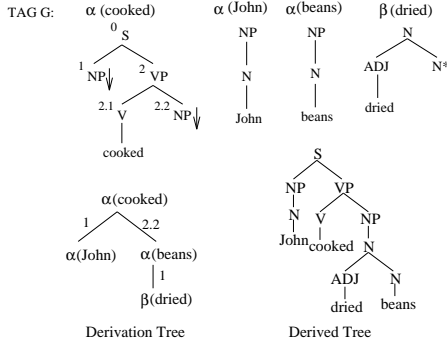 TAG G: α (cooked) α (John) α(beans) β(dried)
0 S NP NP N
1 NP↓ 2 VP N N ADJ N*
2.1 V 2.2 NP↓ John beans dried
cooked
S
NP VP
α(cooked) N V NP
1 2.2 John cooked N
α(John) α(beans) ADJ N
1 dried beans
β(dried)
Derivation Tree Derived Tree